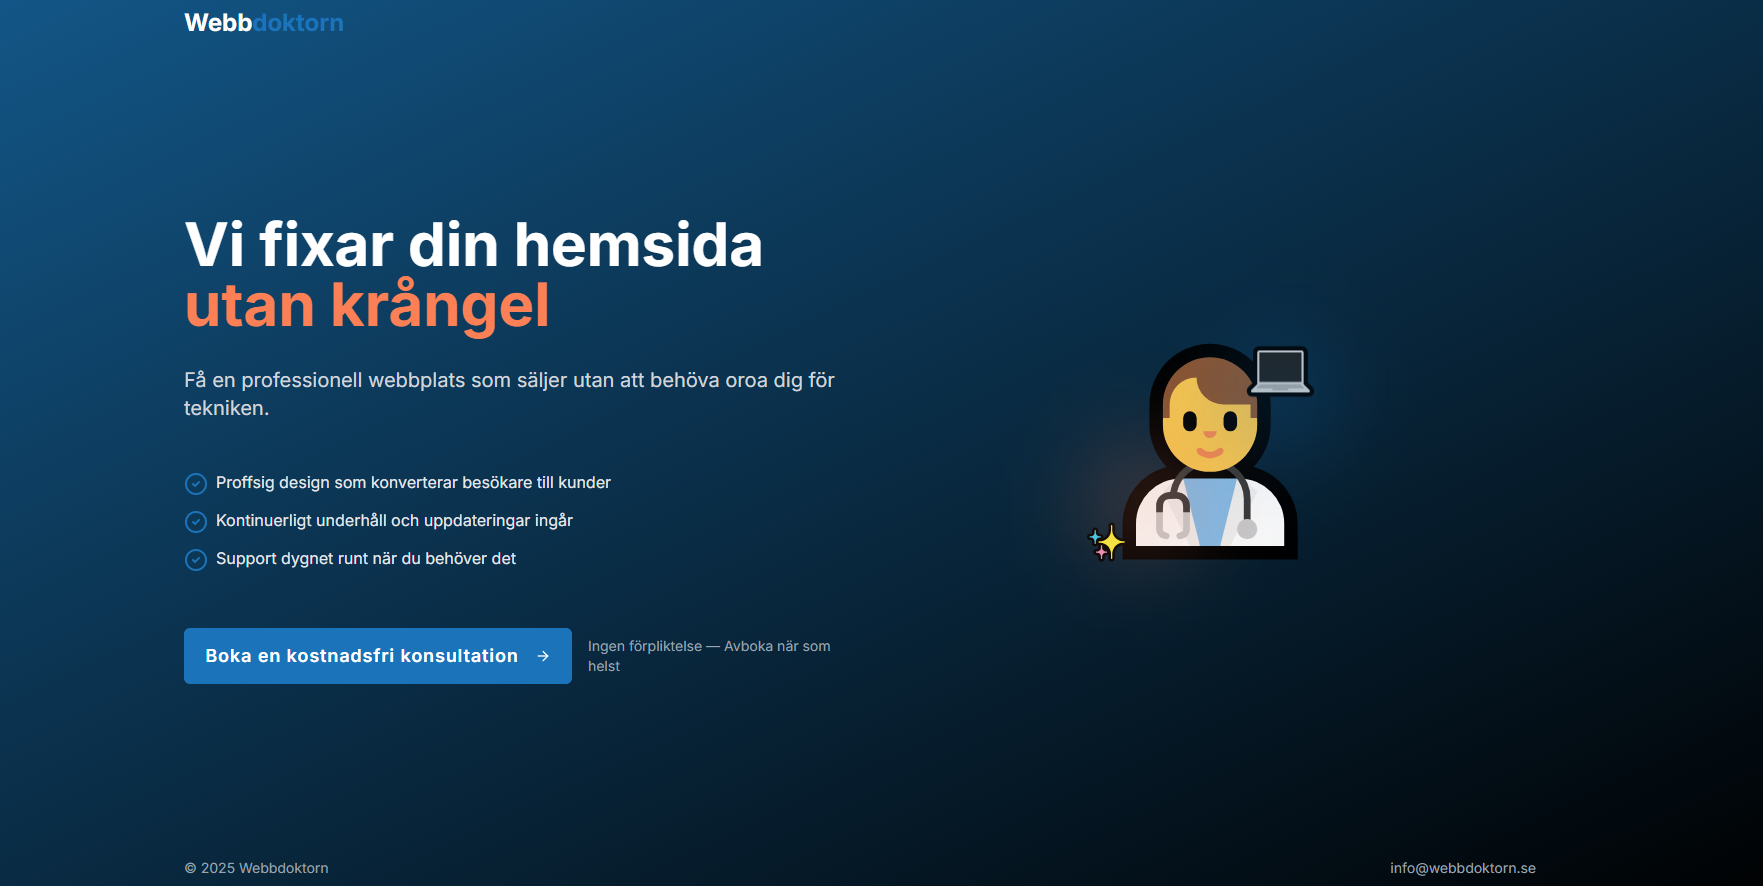 Webbdoktorn
Vi fixar din hemsida
utan krångel
Få en professionell webbplats som säljer utan att behöva oroa dig för
tekniken.
Proffsig design som konverterar besökare till kunder
Kontinuerligt underhåll och uppdateringar ingår
Support dygnet runt när du behöver det
Boka en kostnadsfri konsultation →
Ingen förpliktelse — Avboka när som
helst
© 2025 Webbdoktorn
info@webbdoktorn.se